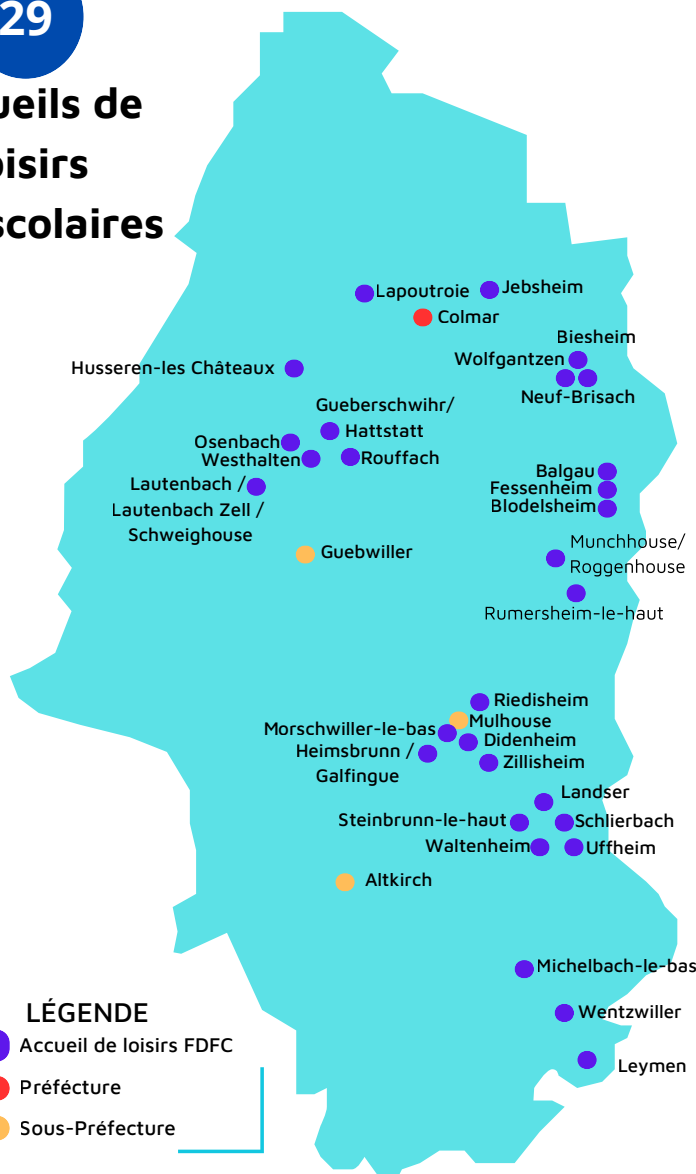 29
ueils de
oisirs
scolaires
Lapoutroie
Jebsheim
Colmar
Biesheim
Wolfgantzen
Neuf-Brisach
Husseren-les Châteaux
Gueberschwihr/
Hattstatt
Osenbach
Westhalten
Rouffach
Lautenbach /
Lautenbach Zell /
Schweighouse
Balgau
Fessenheim
Blodelsheim
Guebwiller
Munchhouse/
Roggenhouse
Rumersheim-le-haut
Riedisheim
Mulhouse
Morschwiller-le-bas
Didenheim
Heimsbrunn /
Galfingue
Zillisheim
Landser
Steinbrunn-le-haut
Schlierbach
Waltenheim
Uffheim
Altkirch
Michelbach-le-bas
Wentzwiller
Leymen
LÉGENDE
Accueil de loisirs FDFC
Préfécture
Sous-Préfecture